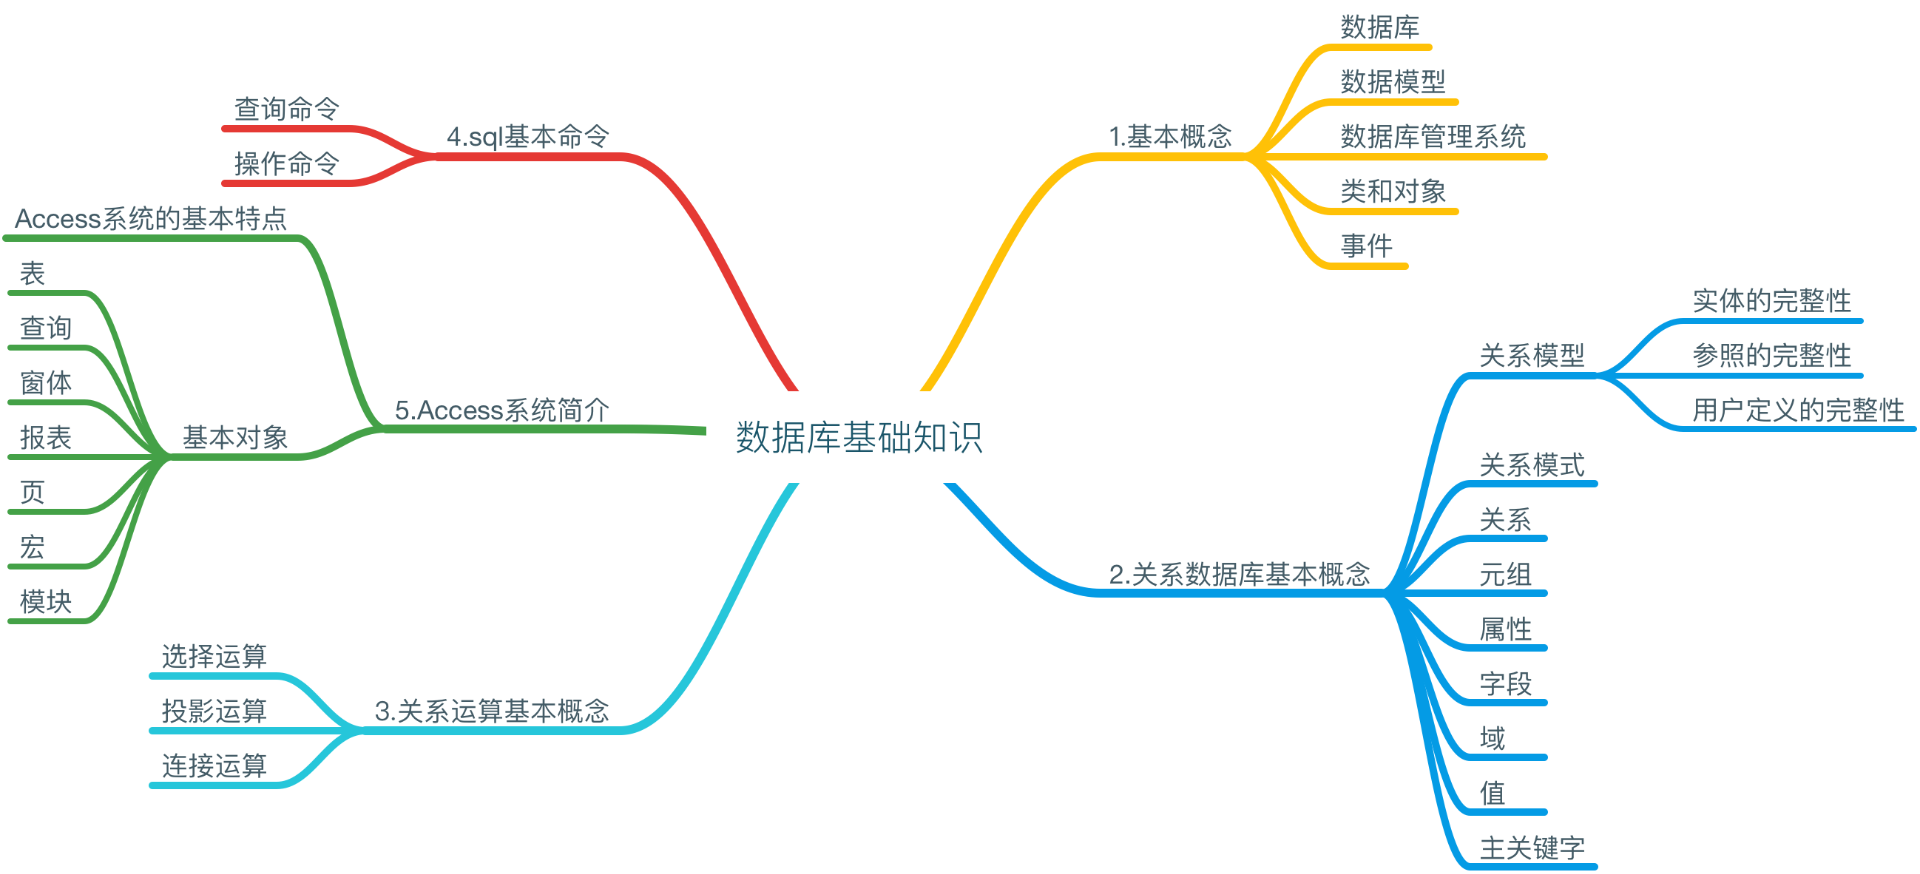 数据库基础知识
1.基本概念
数据库
数据模型
数据库管理系统
类和对象
事件
2.关系数据库基本概念
关系模型
实体的完整性
参照的完整性
用户定义的完整性
关系模式
关系
元组
属性
字段
域
值
主关键字
3.关系运算基本概念
选择运算
投影运算
连接运算
4.sql基本命令
查询命令
操作命令
5.Access系统简介
Access系统的基本特点
基本对象
表
查询
窗体
报表
页
宏
模块